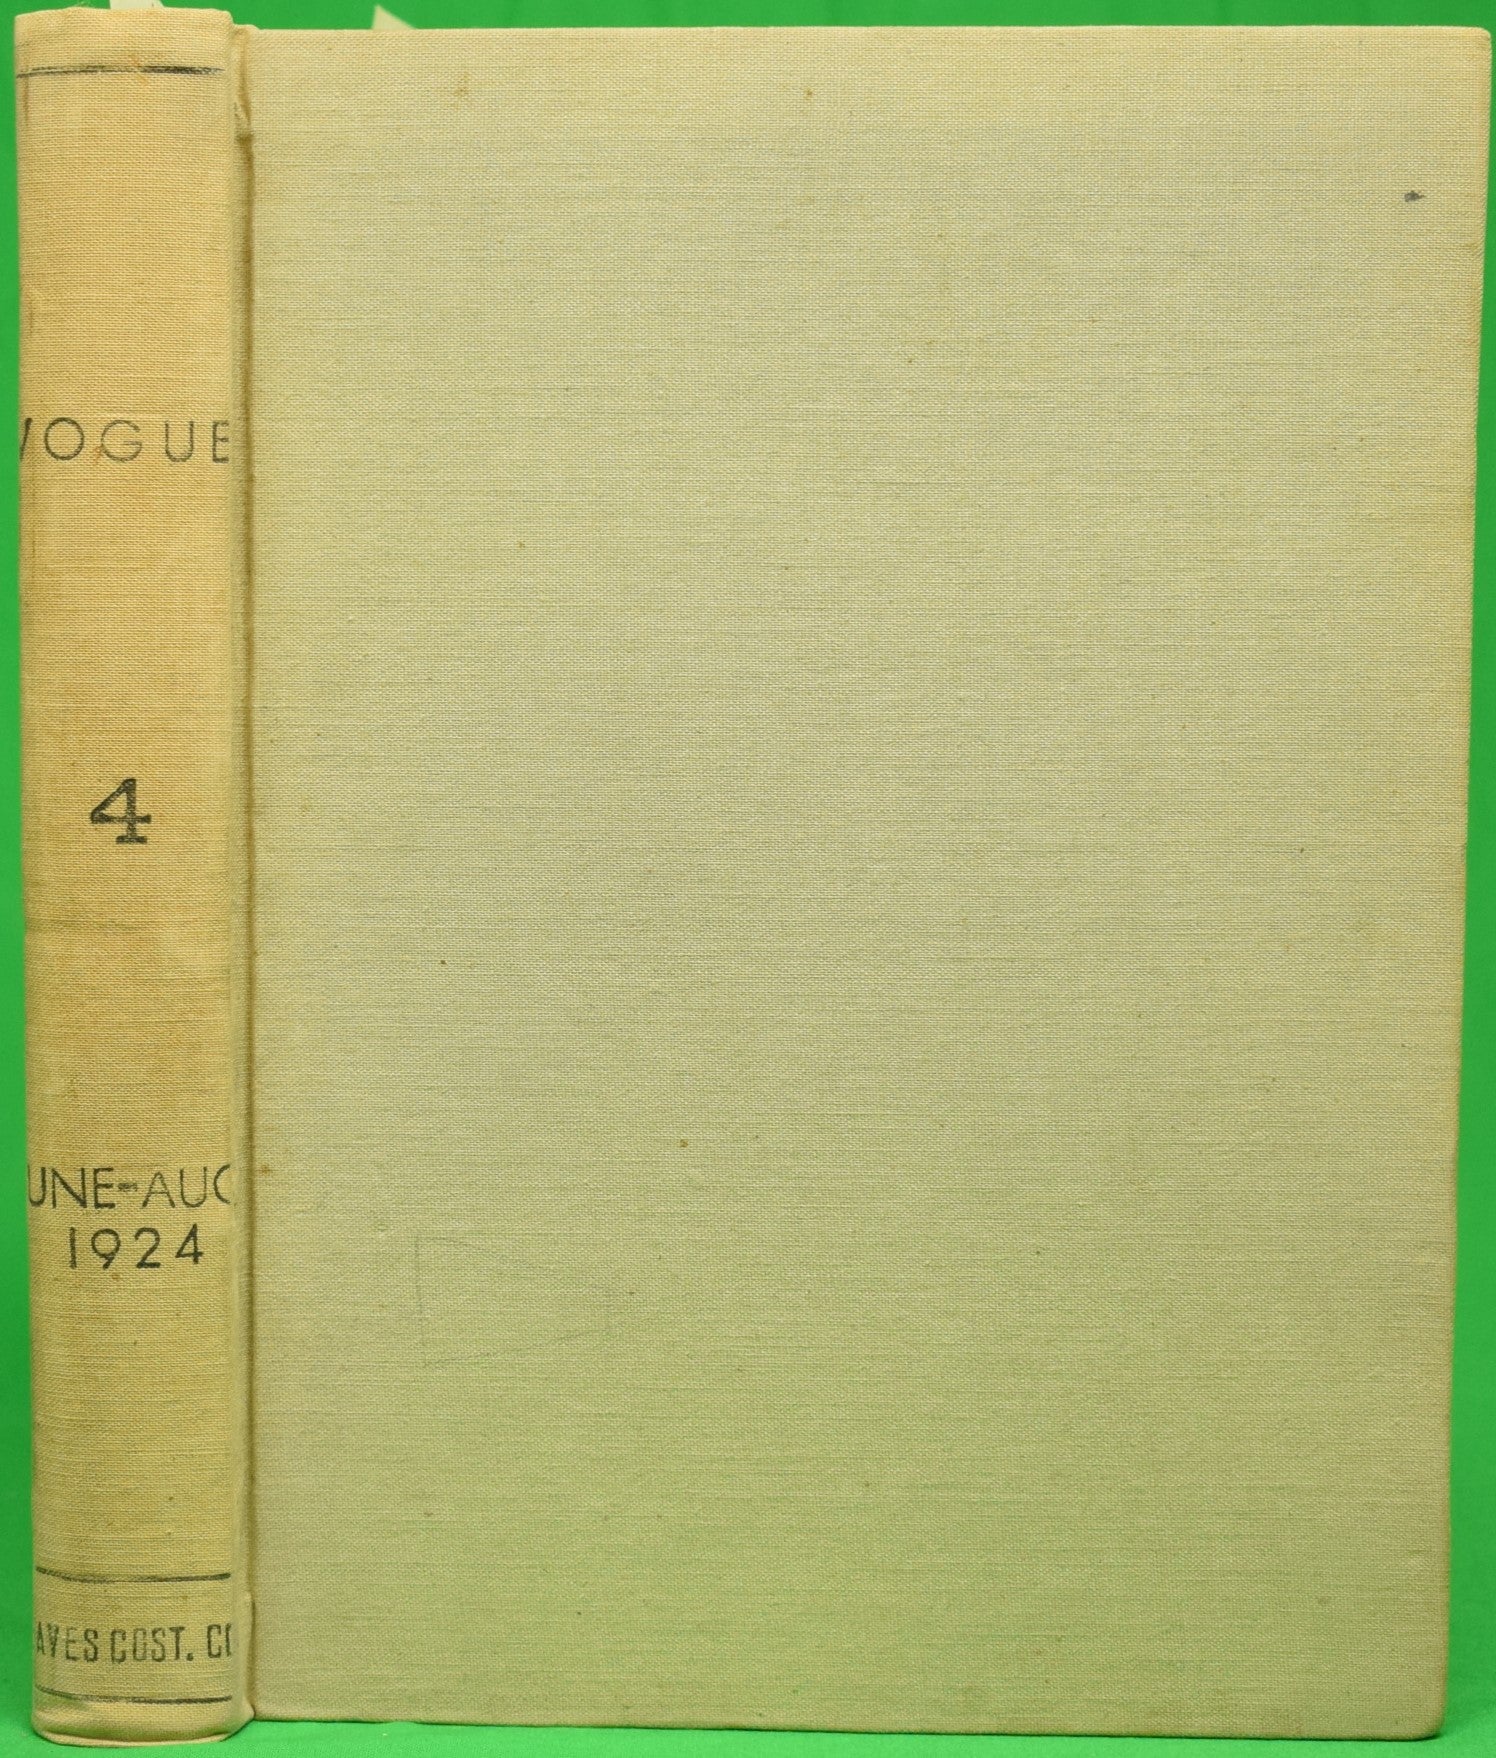 VOGUE
4
UNE-AUG
1924
AVES COST. CO